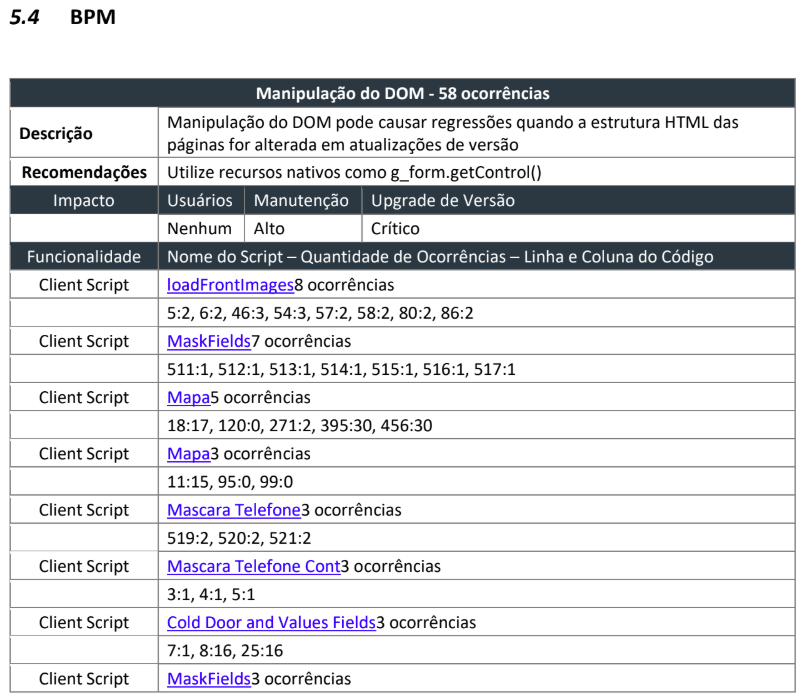 5.4 BPM
Manipulação do DOM - 58 ocorrências
Descrição
Manipulação do DOM pode causar regressões quando a estrutura HTML das
páginas for alterada em atualizações de versão
Recomendações Utilize recursos nativos como g_form.getControl()
Impacto Usuários Manutenção Upgrade de Versão
Nenhum Alto Crítico
Funcionalidade Nome do Script – Quantidade de Ocorrências – Linha e Coluna do Código
Client Script loadFrontImages8 ocorrências
5:2, 6:2, 46:3, 54:3, 57:2, 58:2, 80:2, 86:2
Client Script MaskFields7 ocorrências
511:1, 512:1, 513:1, 514:1, 515:1, 516:1, 517:1
Client Script Mapa5 ocorrências
18:17, 120:0, 271:2, 395:30, 456:30
Client Script Mapa3 ocorrências
11:15, 95:0, 99:0
Client Script Mascara Telefone3 ocorrências
519:2, 520:2, 521:2
Client Script Mascara Telefone Cont3 ocorrências
3:1, 4:1, 5:1
Client Script Cold Door and Values Fields3 ocorrências
7:1, 8:16, 25:16
Client Script MaskFields3 ocorrências